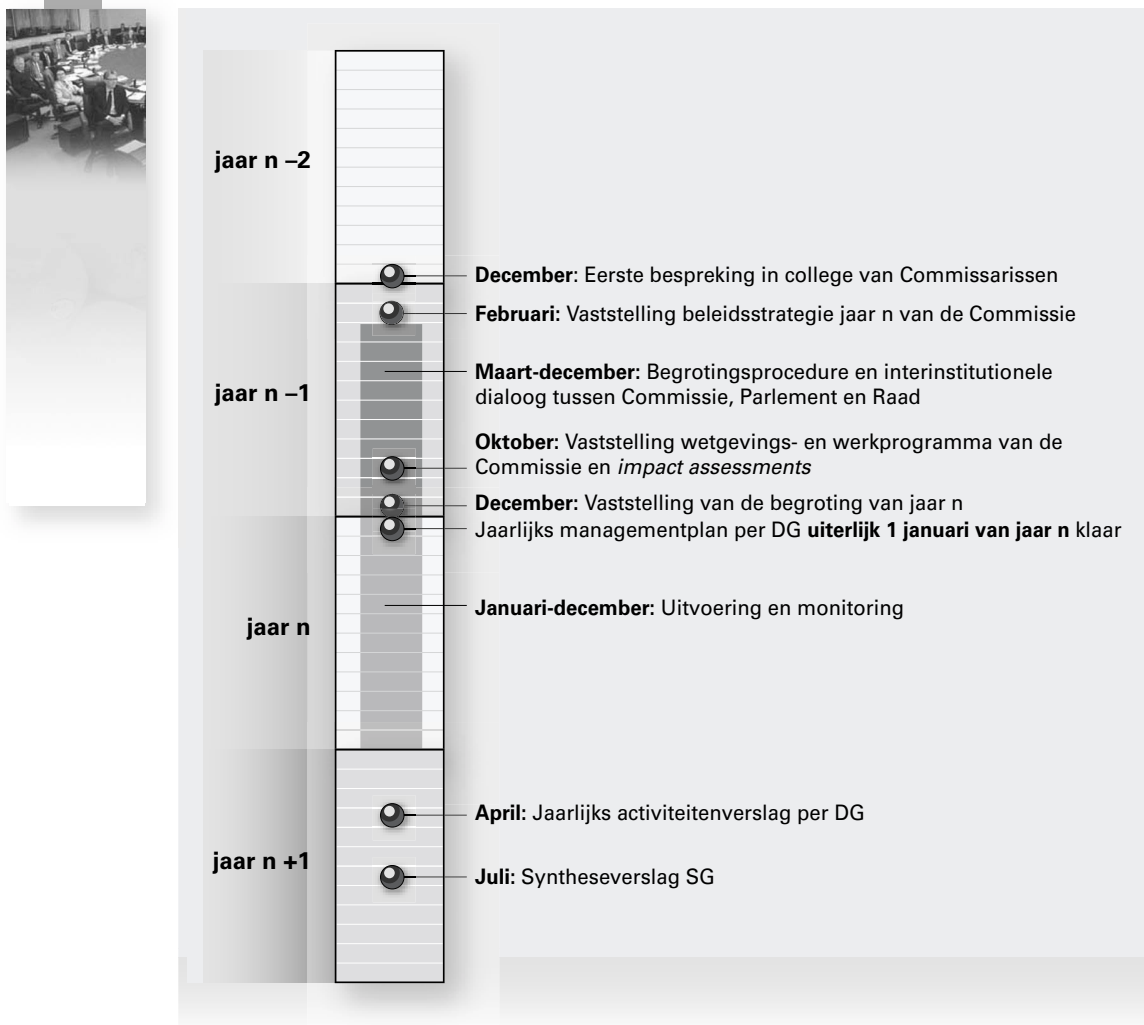 jaar n –2
December: Eerste bespreking in college van Commissarissen
Februari: Vaststelling beleidsstrategie jaar n van de Commissie
jaar n –1
Maart-december: Begrotingsprocedure en interinstitutionele
dialoog tussen Commissie, Parlement en Raad
Oktober: Vaststelling wetgevings- en werkprogramma van de
Commissie en impact assessments
December: Vaststelling van de begroting van jaar n
Jaarlijks managementplan per DG uiterlijk 1 januari van jaar n klaar
Januari-december: Uitvoering en monitoring
jaar n
April: Jaarlijks activiteitenverslag per DG
jaar n +1
Juli: Syntheseverslag SG